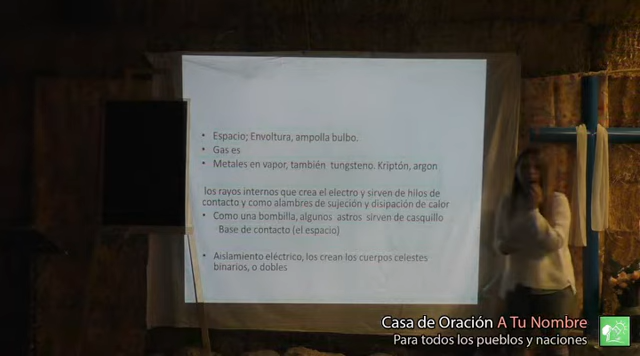 • Espacio; Envoltura, ampolla bulbo.
• Gas es
• Metales en vapor, también tungsteno. Kriptón, argon
los rayos internos que crea el electro y sirven de hilos de
contacto y como alambres de sujeción y disipación de calor
• Como una bombilla, algunos astros sirven de casquillo
Base de contacto (el espacio)
• Aislamiento eléctrico, los crean los cuerpos celestes
binarios, o dobles
Casa de Oración A Tu Nombre
Para todos los pueblos y naciones